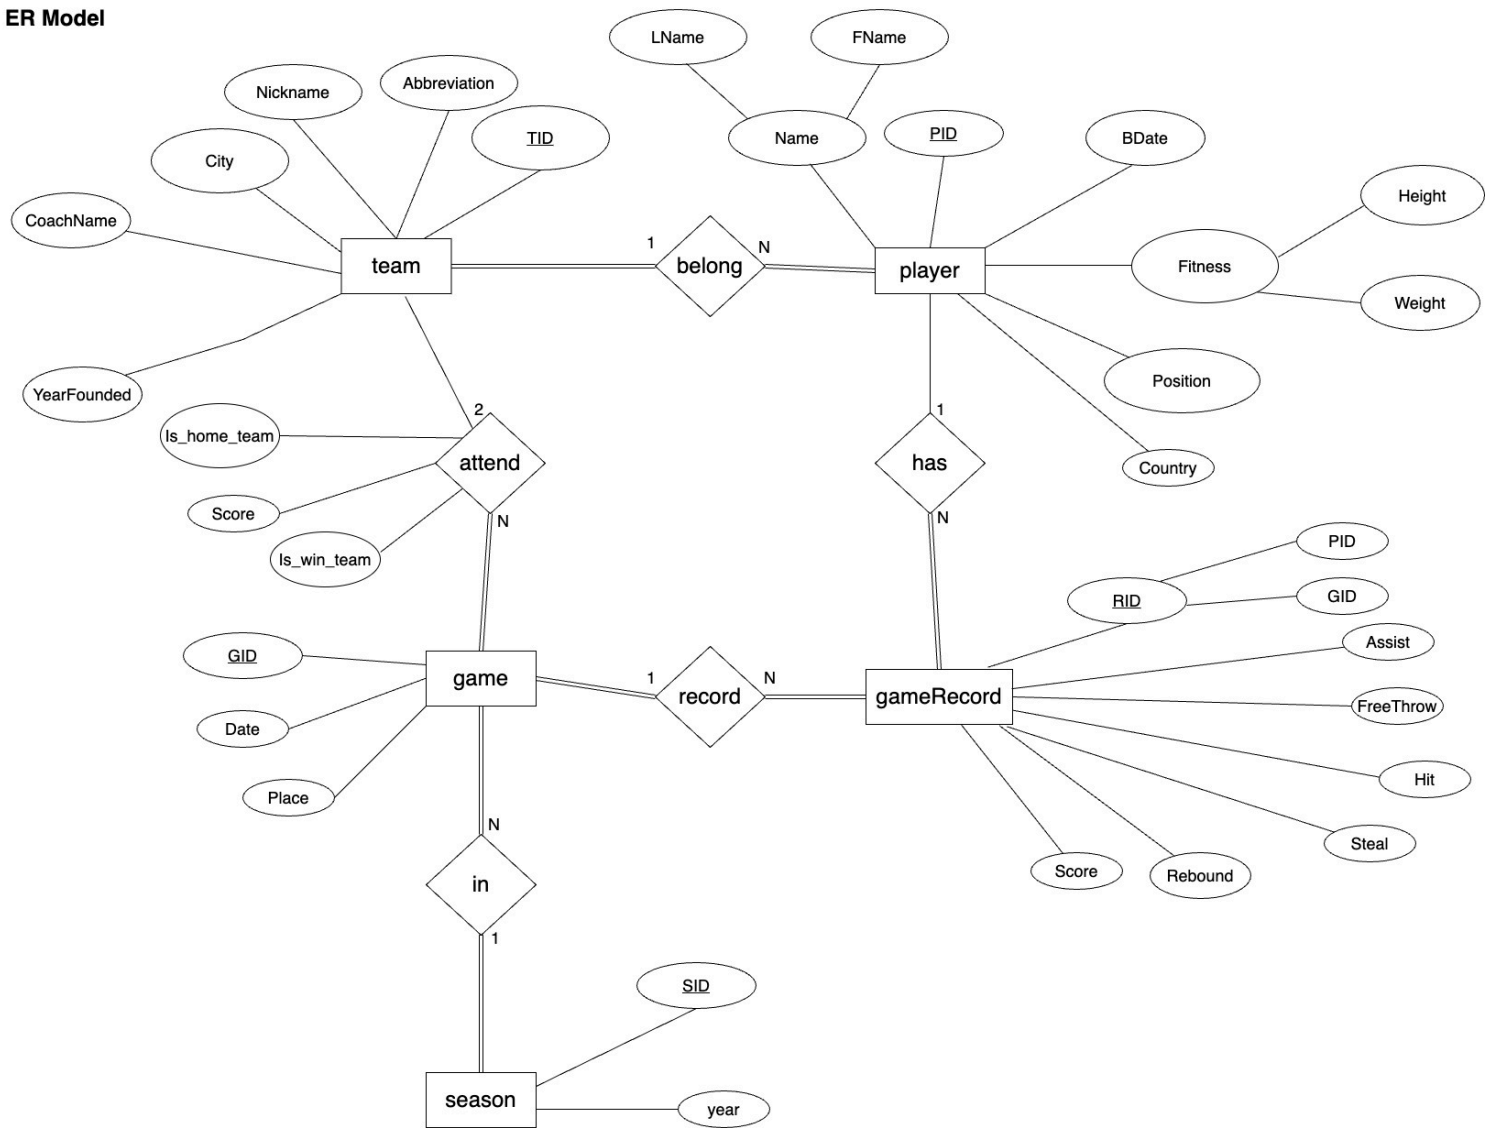 ER Model
LName
FName
Nickname
Abbreviation
TID
Name
PID
BDate
City
CoachName
Height
team
1
belong
N
player
Fitness
Weight
YearFounded
Position
Is_home_team
2
attend
1
has
Country
Score
N
N
Is_win_team
PID
RID
GID
Assist
GID
game
1
record
N
gameRecord
FreeThrow
Date
Place
Hit
N
Steal
Score
Rebound
in
1
SID
season
year